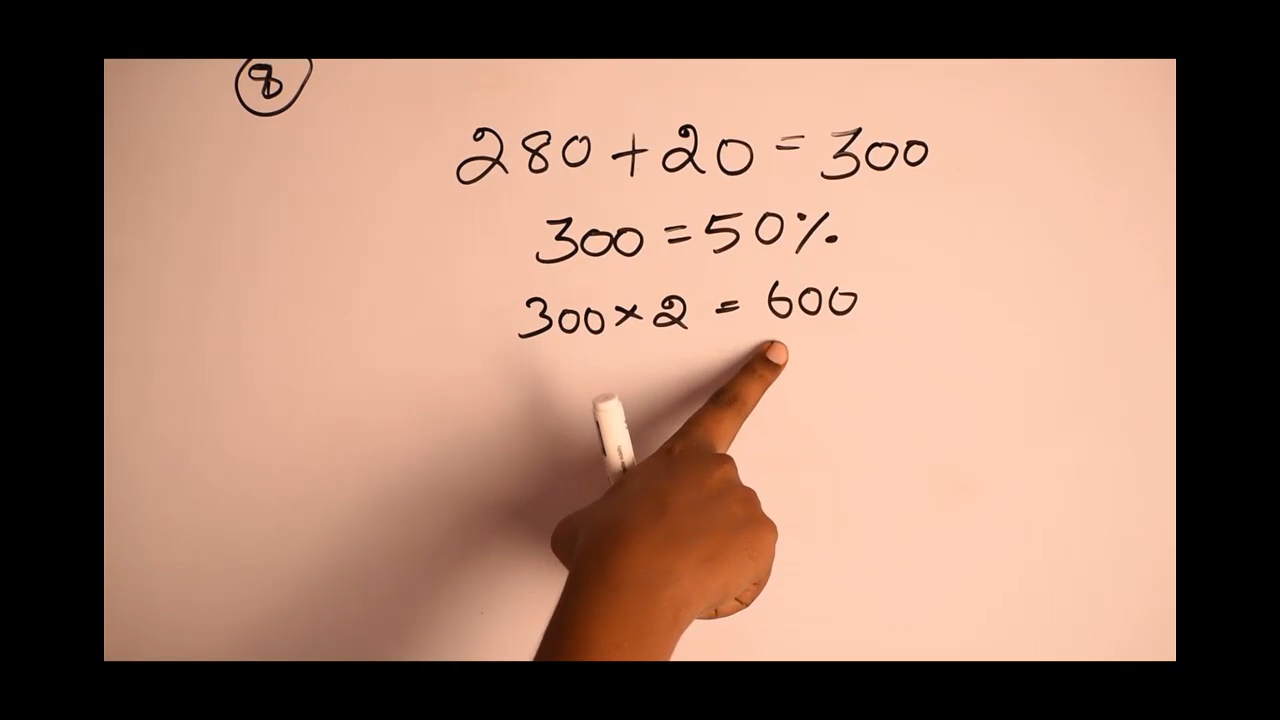 8
280 + 20 = 300
300 = 50%
300 × 2 = 600